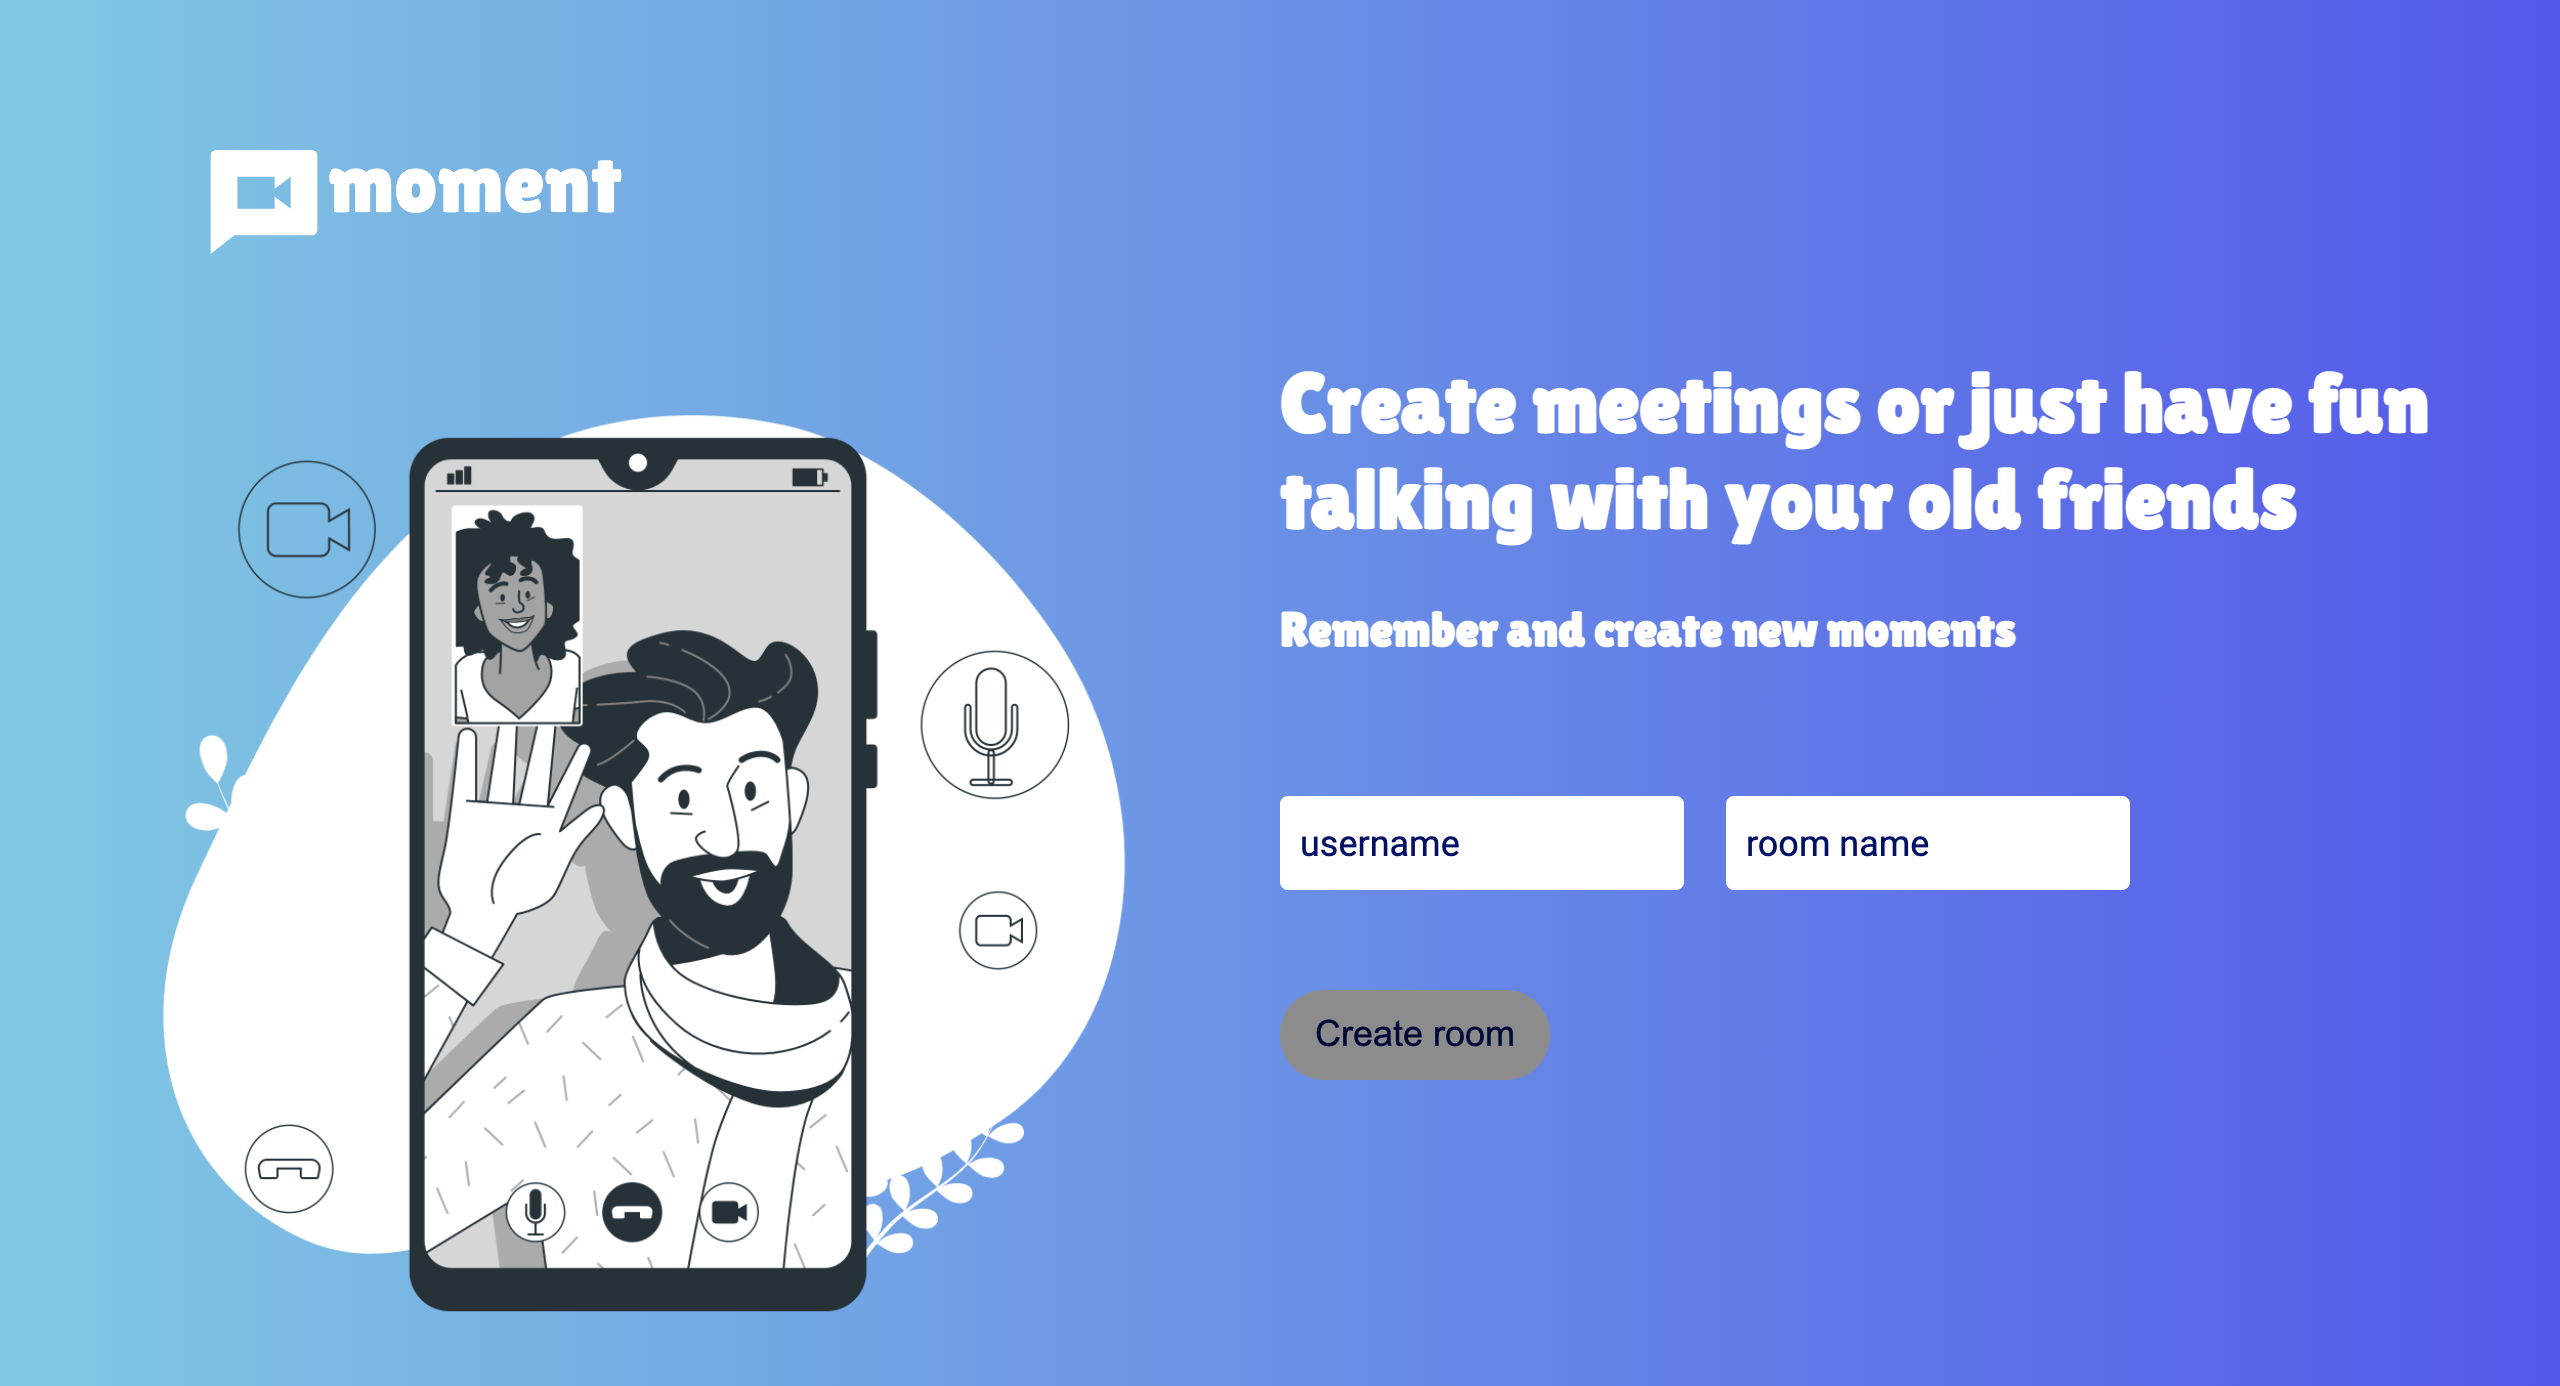 moment
Create meetings or just have fun
talking with your old friends
Remember and create new moments
username
room name
Create room